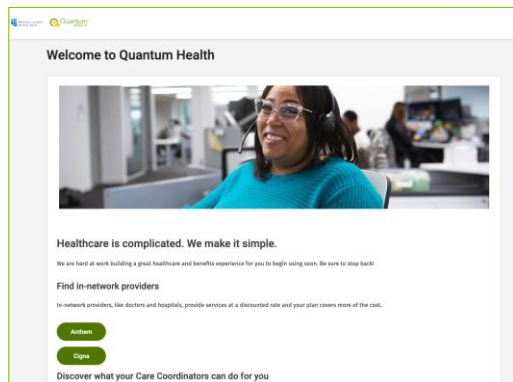 Quantum
HEALTH
Welcome to Quantum Health
Healthcare is complicated. We make it simple.
We are hard at work building a great healthcare and benefits experience for you to begin using soon. Be sure to stop back!
Find in-network providers
In-network providers, like doctors and hospitals, provide services at a discounted rate and your plan covers more of the cost.
Anthem
Cigna
Discover what your Care Coordinators can do for you